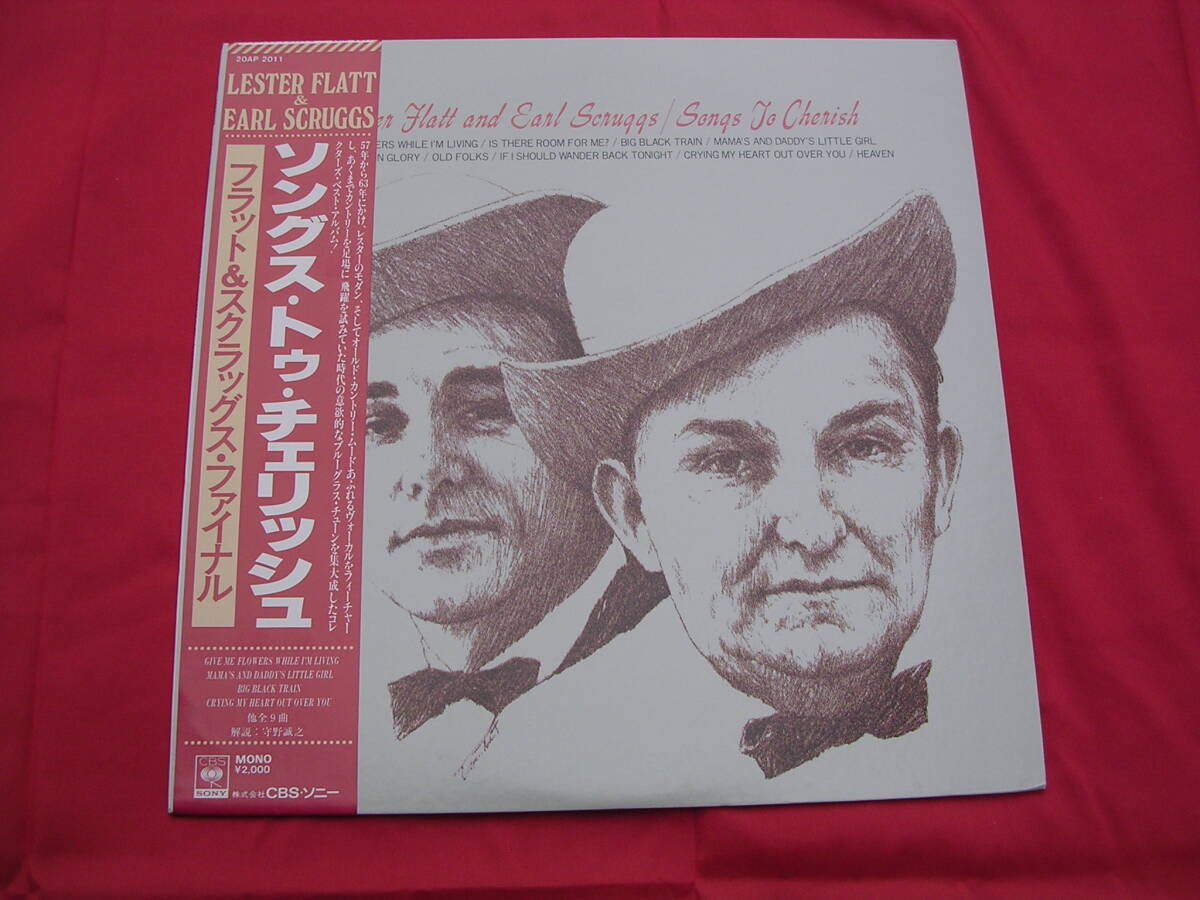 20AP 2011
LESTER FLATT
&
EARL SCRUGGS
ソングス・トゥ・チェリッシュ
フラット&スクラッグス・ファイナル
57年から63年にかけ、レスターのモダン、そしてオールド・カントリー・ムードあふれるヴォーカルをフィーチャー
し、あくまでカントリーを足場に飛躍を試みていた時代の意欲的なブルーグラス・チューンを集大成したコレ
クターズ・ベスト・アルバム!
GIVE ME FLOWERS WHILE I'M LIVING
MAMA'S AND DADDY'S LITTLE GIRL
BIG BLACK TRAIN
CRYING MY HEART OUT OVER YOU
他全9曲
解説:守野誠之
CBS
SONY
MONO
¥2,000
株式会社CBS・ソニー
er Flatt and Earl Scruggs / Songs To Cherish
ERS WHILE I'M LIVING / IS THERE ROOM FOR ME? / BIG BLACK TRAIN / MAMA'S AND DADDY'S LITTLE GIRL
N GLORY / OLD FOLKS / IF I SHOULD WANDER BACK TONIGHT / CRYING MY HEART OUT OVER YOU / HEAVEN